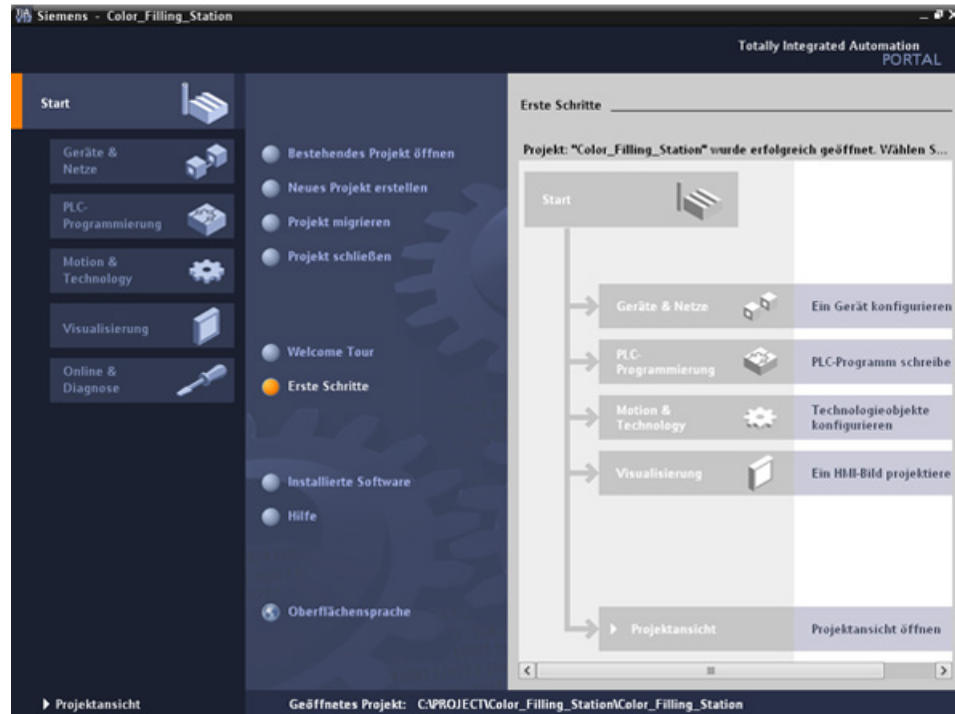 Siemens - Color_Filling_Station
Totally Integrated Automation
PORTAL
Start
Geräte &
Netze
PLC-
Programmierung
Motion &
Technology
Visualisierung
Online &
Diagnose
Bestehendes Projekt öffnen
Neues Projekt erstellen
Projekt migrieren
Projekt schließen
Welcome Tour
Erste Schritte
Installierte Software
Hilfe
Oberflächensprache
Erste Schritte
Projekt: "Color_Filling_Station" wurde erfolgreich geöffnet. Wählen S...
Start
Geräte & Netze
Ein Gerät konfigurieren
PLC-
Programmierung
PLC-Programm schreibe
Motion &
Technology
Technologieobjekte
konfigurieren
Visualisierung
Ein HMI-Bild projektiere
Projektansicht
Projektansicht öffnen
Projektansicht
Geöffnetes Projekt: C:\PROJECT\Color_Filling_Station\Color_Filling_Station